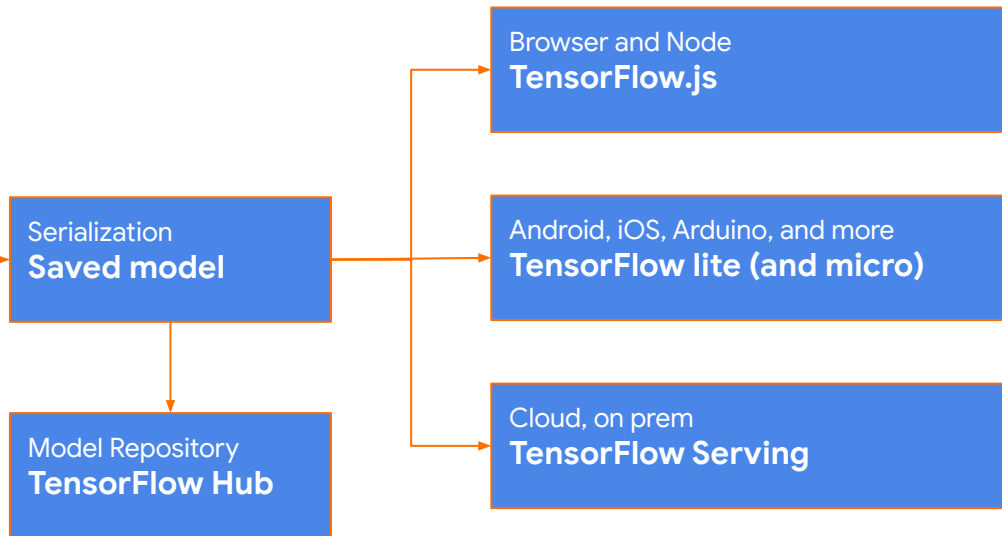 Browser and Node
TensorFlow.js
Serialization
Saved model
Android, iOS, Arduino, and more
TensorFlow lite (and micro)
Model Repository
TensorFlow Hub
Cloud, on prem
TensorFlow Serving